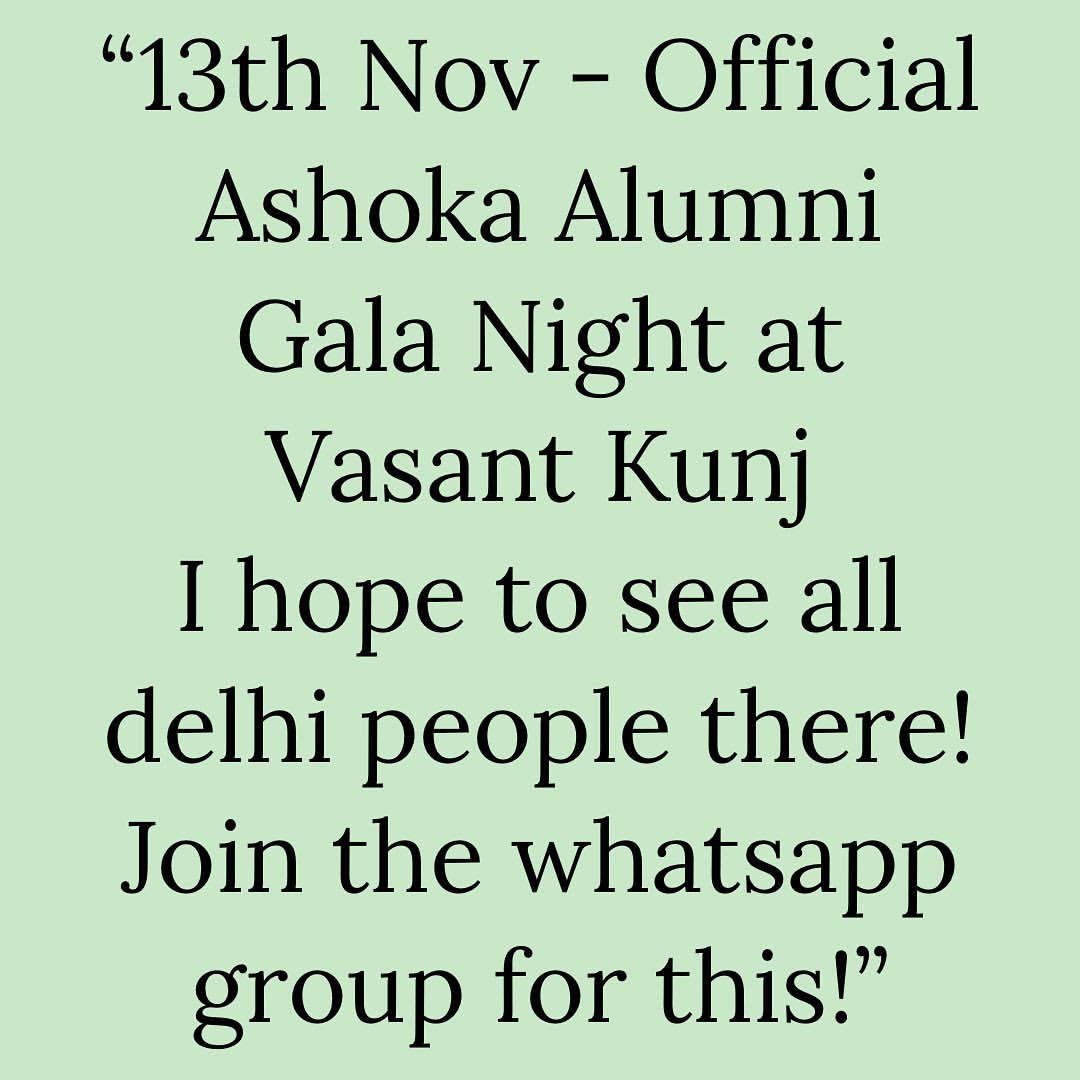 “13th Nov - Official
Ashoka Alumni
Gala Night at
Vasant Kunj
I hope to see all
delhi people there!
Join the whatsapp
group for this!”